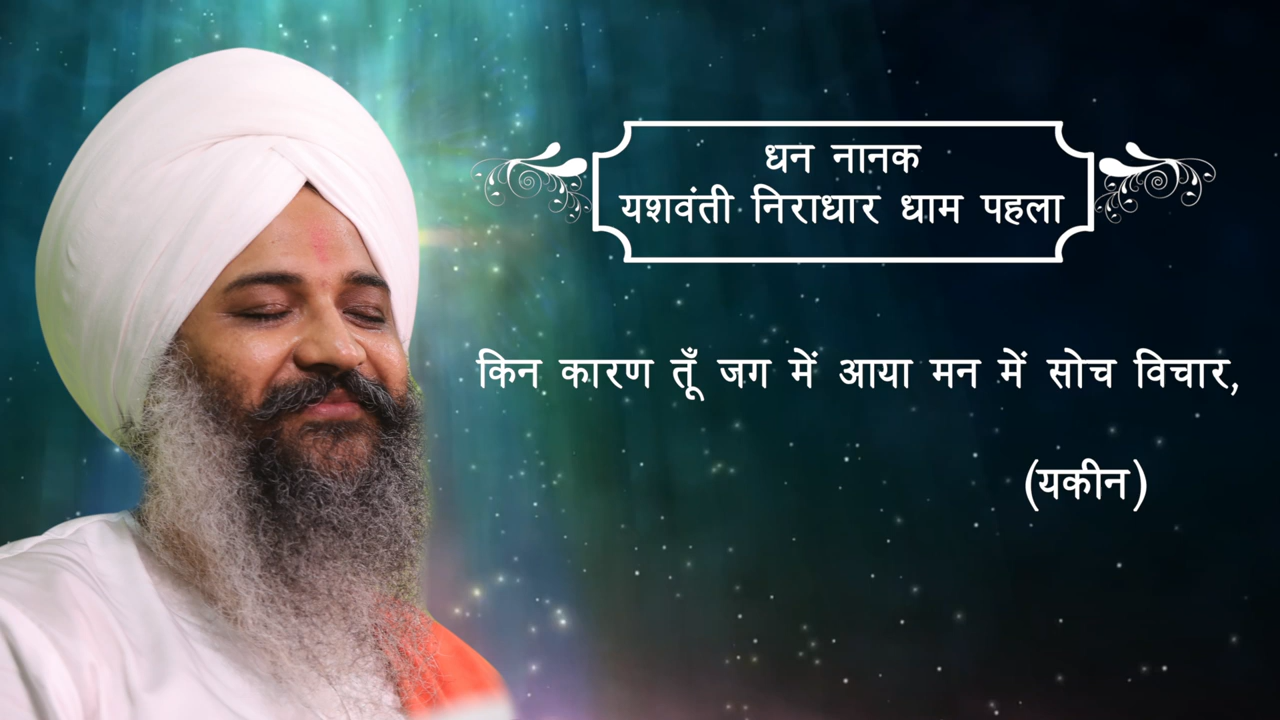 धन नानक
यशवंती निराधार धाम पहला
किन कारण तूँ जग में आया मन में सोच विचार,
(यकीन)